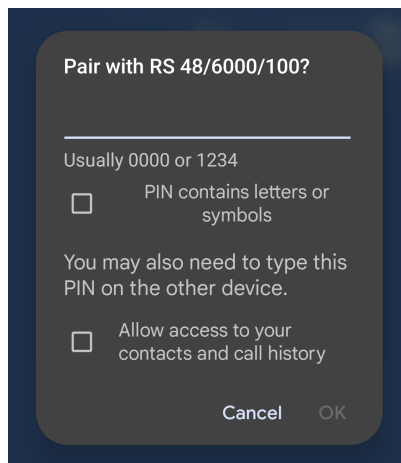 Pair with RS 48/6000/100?
Usually 0000 or 1234
PIN contains letters or
symbols
You may also need to type this
PIN on the other device.
Allow access to your
contacts and call history
Cancel OK